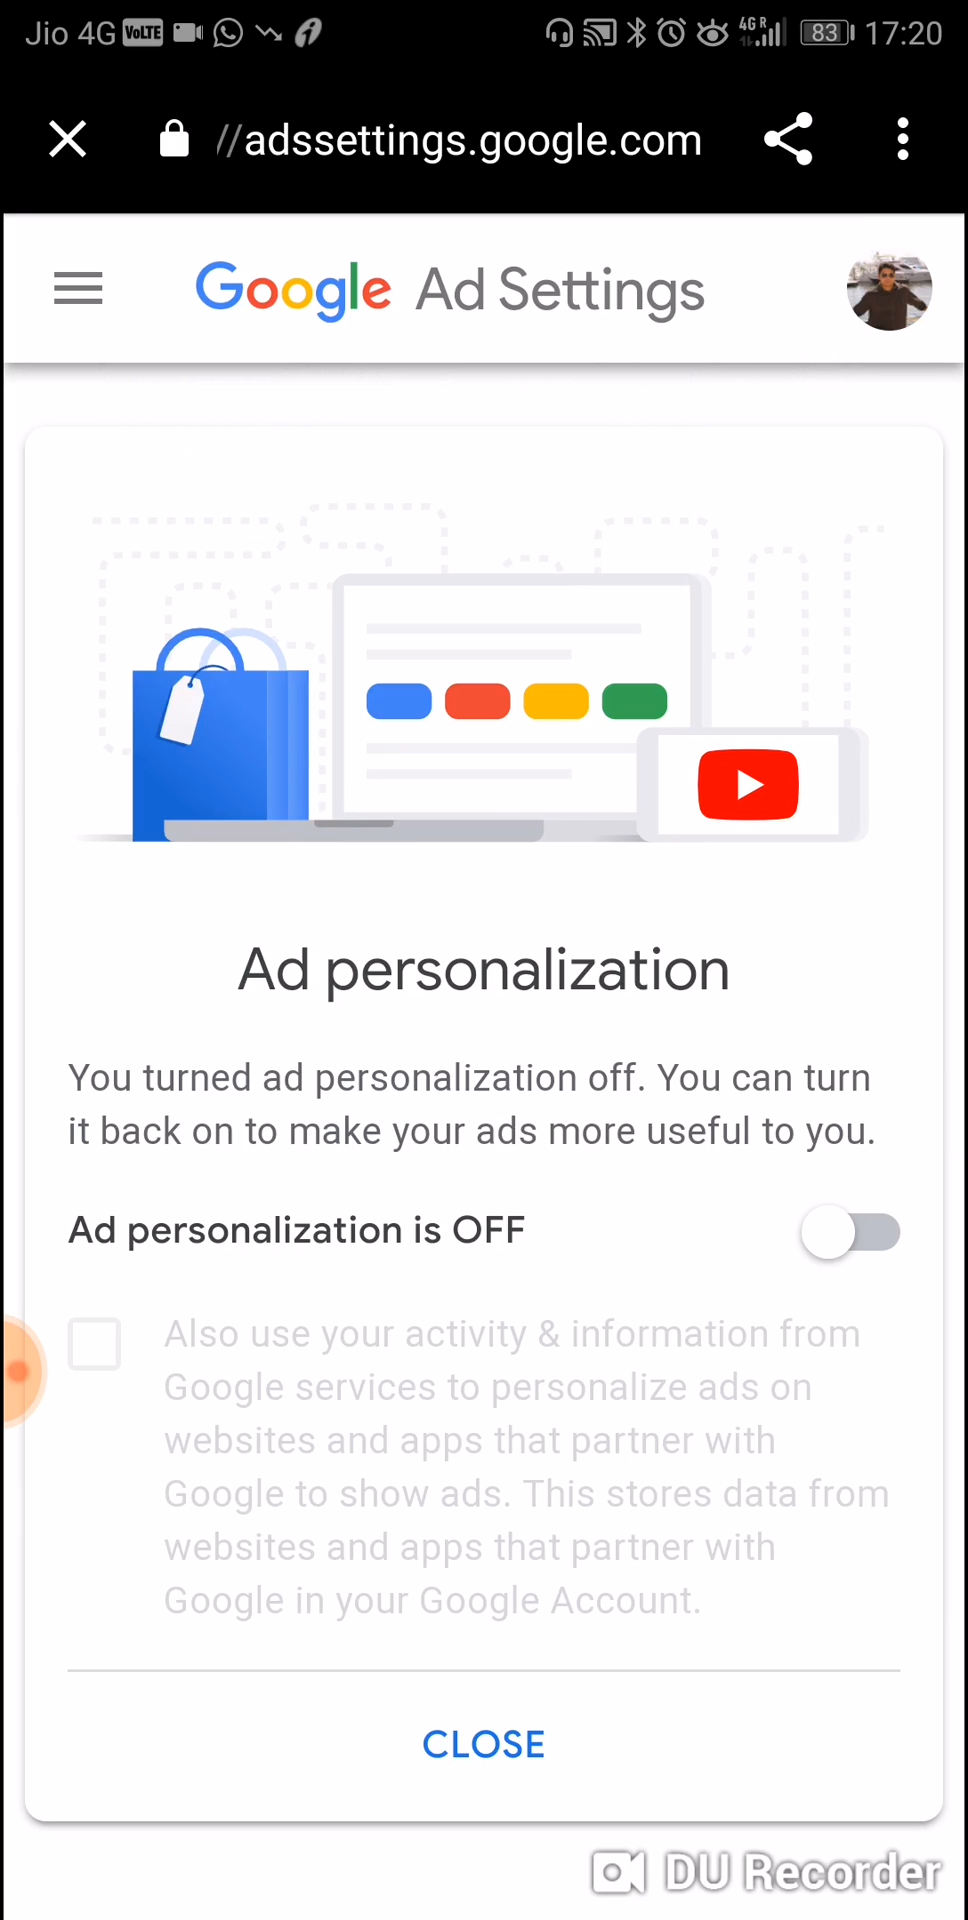 Jio 4G VoLTE 4G R 83 17:20
//adssettings.google.com
Google Ad Settings
Ad personalization
You turned ad personalization off. You can turn
it back on to make your ads more useful to you.
Ad personalization is OFF
Also use your activity & information from
Google services to personalize ads on
websites and apps that partner with
Google to show ads. This stores data from
websites and apps that partner with
Google in your Google Account.
CLOSE
DU Recorder